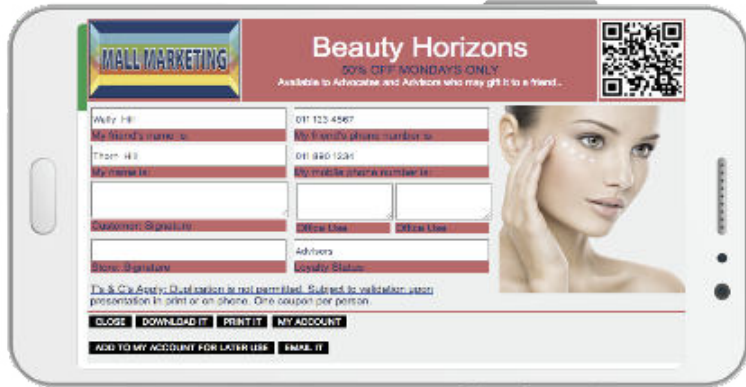 MALL MARKETING
Beauty Horizons
50% OFF MONDAYS ONLY
Available to Advocates and Advisors who may gift it to a friend..
Wully Hill
011 123 4567
My friend's name is:
My friend's phone number is:
Thorn Hill
011 890 1234
My name is:
My mobile phone number is:
Customer: Signature
Office Use
Office Use
Advisors
Store: Signature
Loyalty Status:
T's & C's Apply: Duplication is not permitted. Subject to validation upon
presentation in print or on phone. One coupon per person.
CLOSE
DOWNLOAD IT
PRINT IT
MY ACCOUNT
ADD TO MY ACCOUNT FOR LATER USE
EMAIL IT